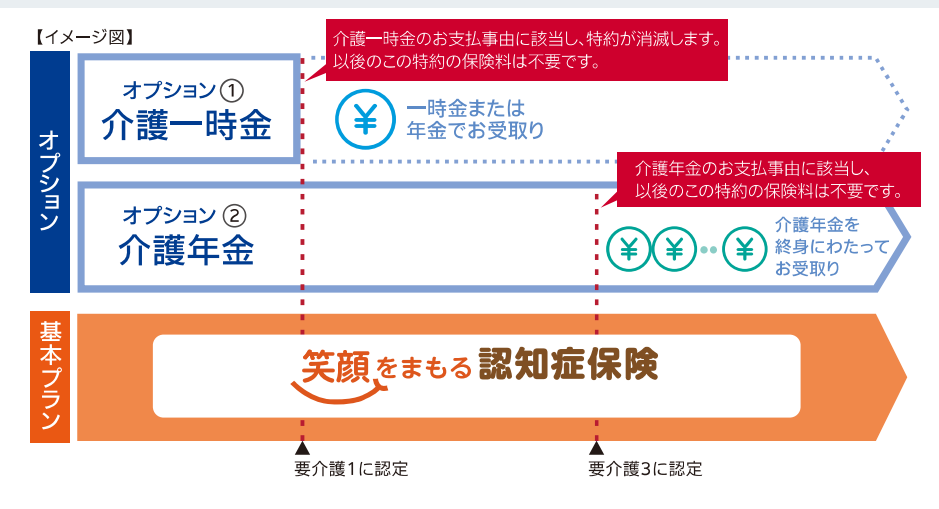 【イメージ図】
介護一時金のお支払事由に該当し、特約が消滅します。
以後のこの特約の保険料は不要です。
オプション
オプション①
介護一時金
¥
一時金または
年金でお受取り
介護年金のお支払事由に該当し、
以後のこの特約の保険料は不要です。
オプション②
介護年金
¥ ¥ ¥
介護年金を
終身にわたって
お受取り
基本プラン
笑顔をまもる認知症保険
要介護1に認定
要介護3に認定